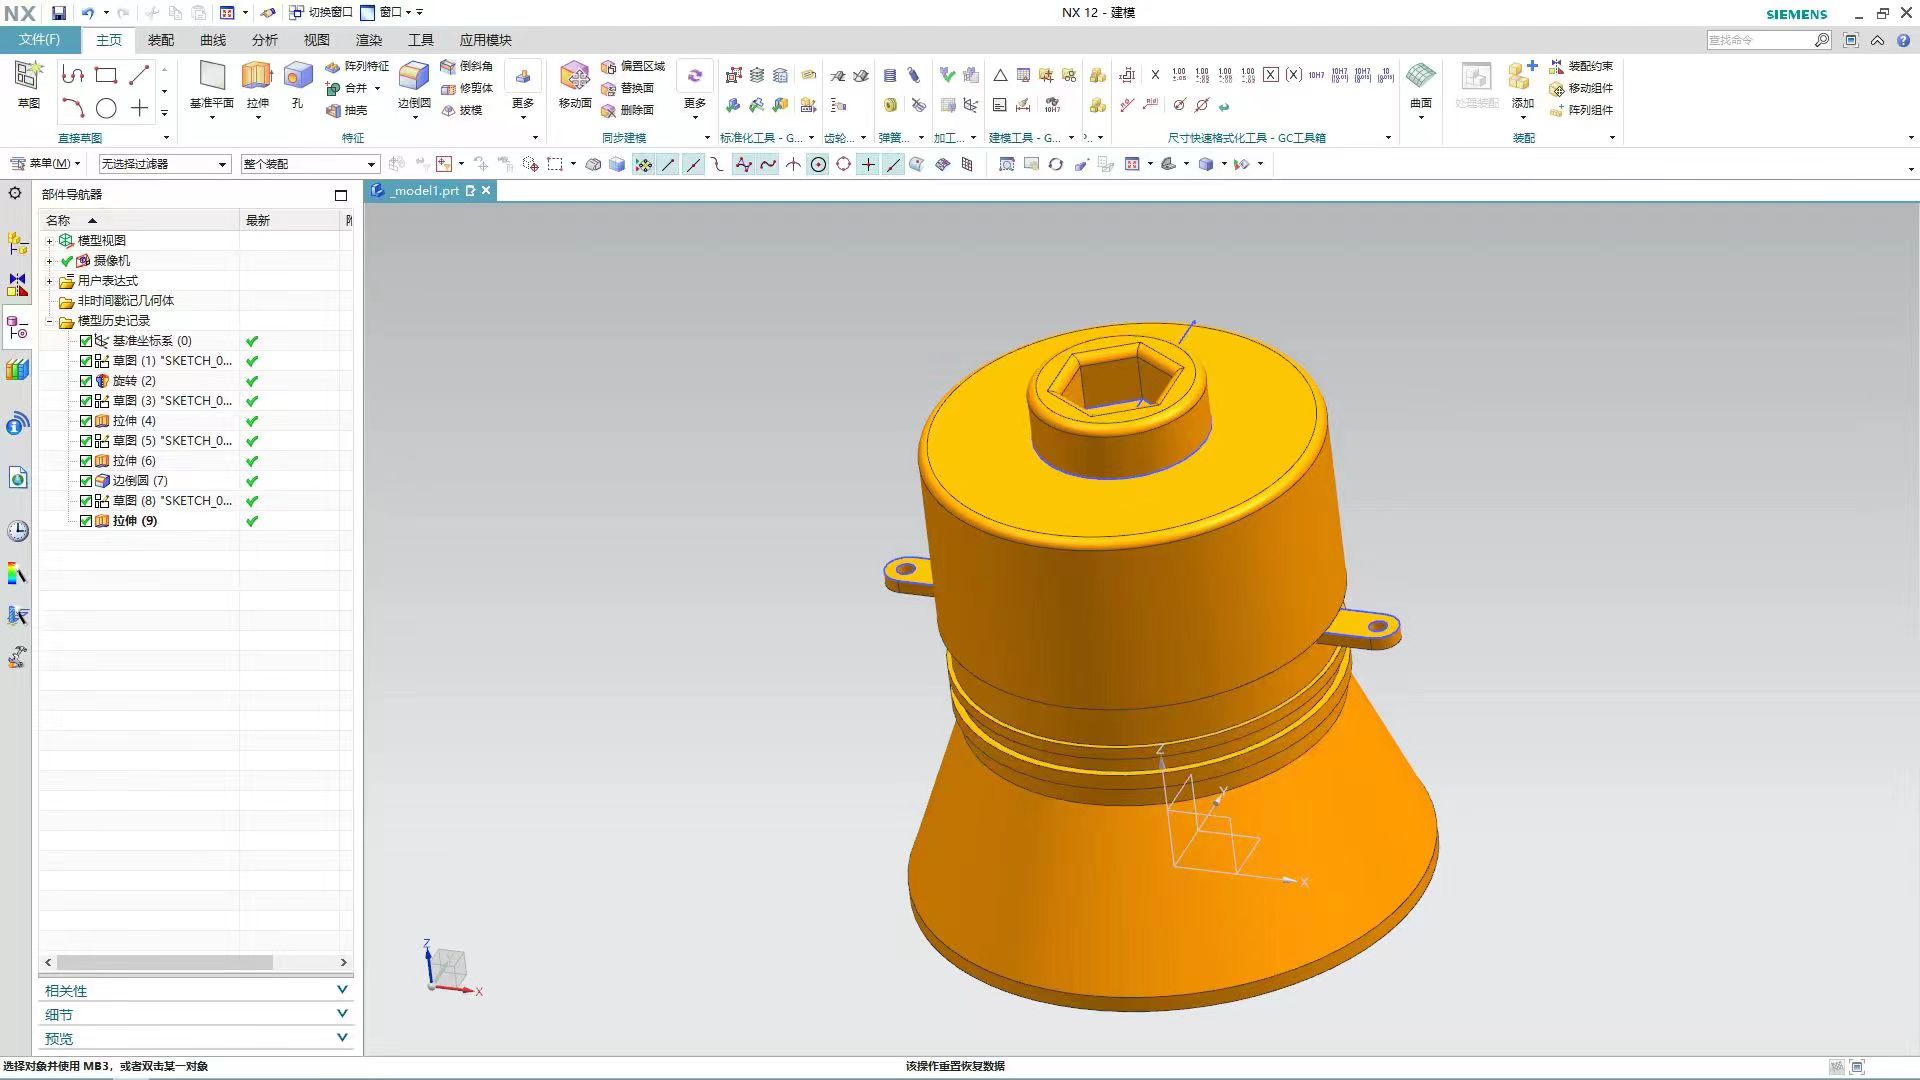 NX
切换窗口 窗口
NX 12 - 建模
SIEMENS
文件(F) 主页 装配 曲线 分析 视图 渲染 工具 应用模块
查找命令
草图
直接草图
基准平面 拉伸 孔
阵列特征
合并
抽壳
边倒圆
倒斜角
修剪体
拔模
更多
特征
移动面
偏置区域
替换面
删除面
更多
同步建模
标准化工具 - G...
齿轮...
弹簧...
加工...
建模工具 - G...
尺寸快速格式化工具 - GC工具箱
曲面
处理装配
添加
装配约束
移动组件
阵列组件
装配
菜单(M)
无选择过滤器
整个装配
部件导航器
_model1.prt
名称 最新
模型视图
摄像机
用户表达式
非时间戳记几何体
模型历史记录
基准坐标系 (0)
草图 (1) "SKETCH_0...
旋转 (2)
草图 (3) "SKETCH_0...
拉伸 (4)
草图 (5) "SKETCH_0...
拉伸 (6)
边倒圆 (7)
草图 (8) "SKETCH_0...
拉伸 (9)
Z
Y
X
Z
X
相关性
细节
预览
选择对象并使用 MB3，或者双击某一对象
该操作重置恢复数据